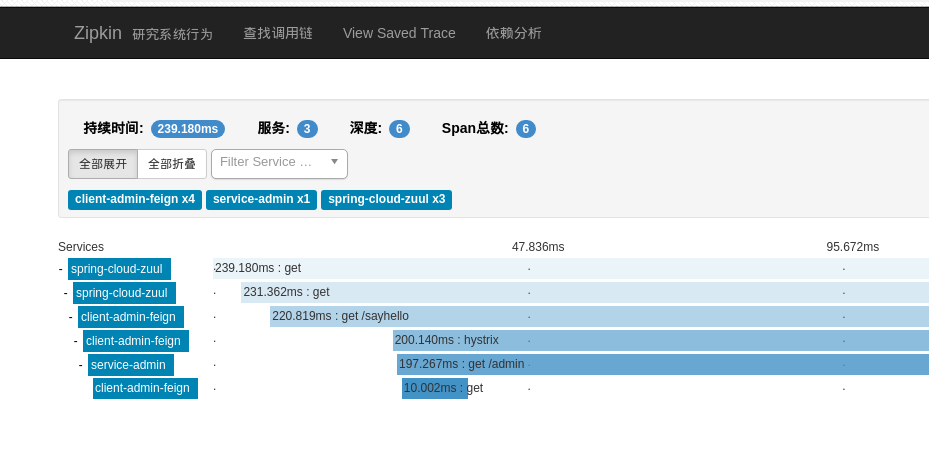 Zipkin 研究系统行为 查找调用链 View Saved Trace 依赖分析
持续时间: 239.180ms 服务: 3 深度: 6 Span总数: 6
全部展开 全部折叠 Filter Service ...
client-admin-feign x4 service-admin x1 spring-cloud-zuul x3
Services 47.836ms 95.672ms
- spring-cloud-zuul 239.180ms : get
- spring-cloud-zuul 231.362ms : get
- client-admin-feign 220.819ms : get /sayhello
- client-admin-feign 200.140ms : hystrix
- service-admin 197.267ms : get /admin
client-admin-feign 10.002ms : get